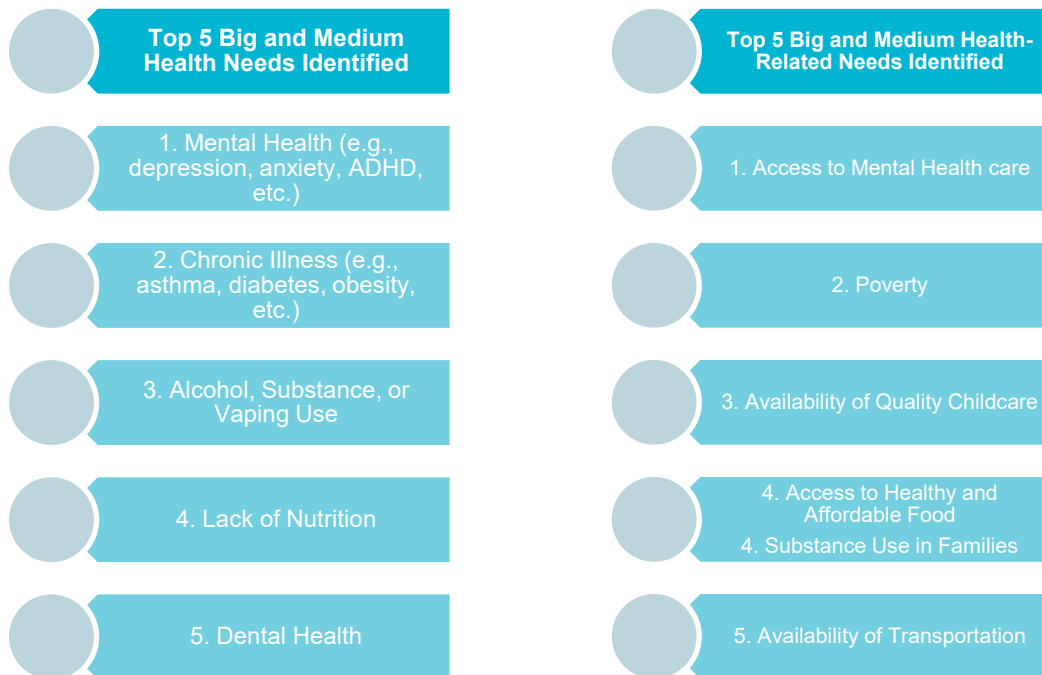 Top 5 Big and Medium
Health Needs Identified
1. Mental Health (e.g.,
depression, anxiety, ADHD,
etc.)
2. Chronic Illness (e.g.,
asthma, diabetes, obesity,
etc.)
3. Alcohol, Substance, or
Vaping Use
4. Lack of Nutrition
5. Dental Health
Top 5 Big and Medium Health-
Related Needs Identified
1. Access to Mental Health care
2. Poverty
3. Availability of Quality Childcare
4. Access to Healthy and
Affordable Food
4. Substance Use in Families
5. Availability of Transportation